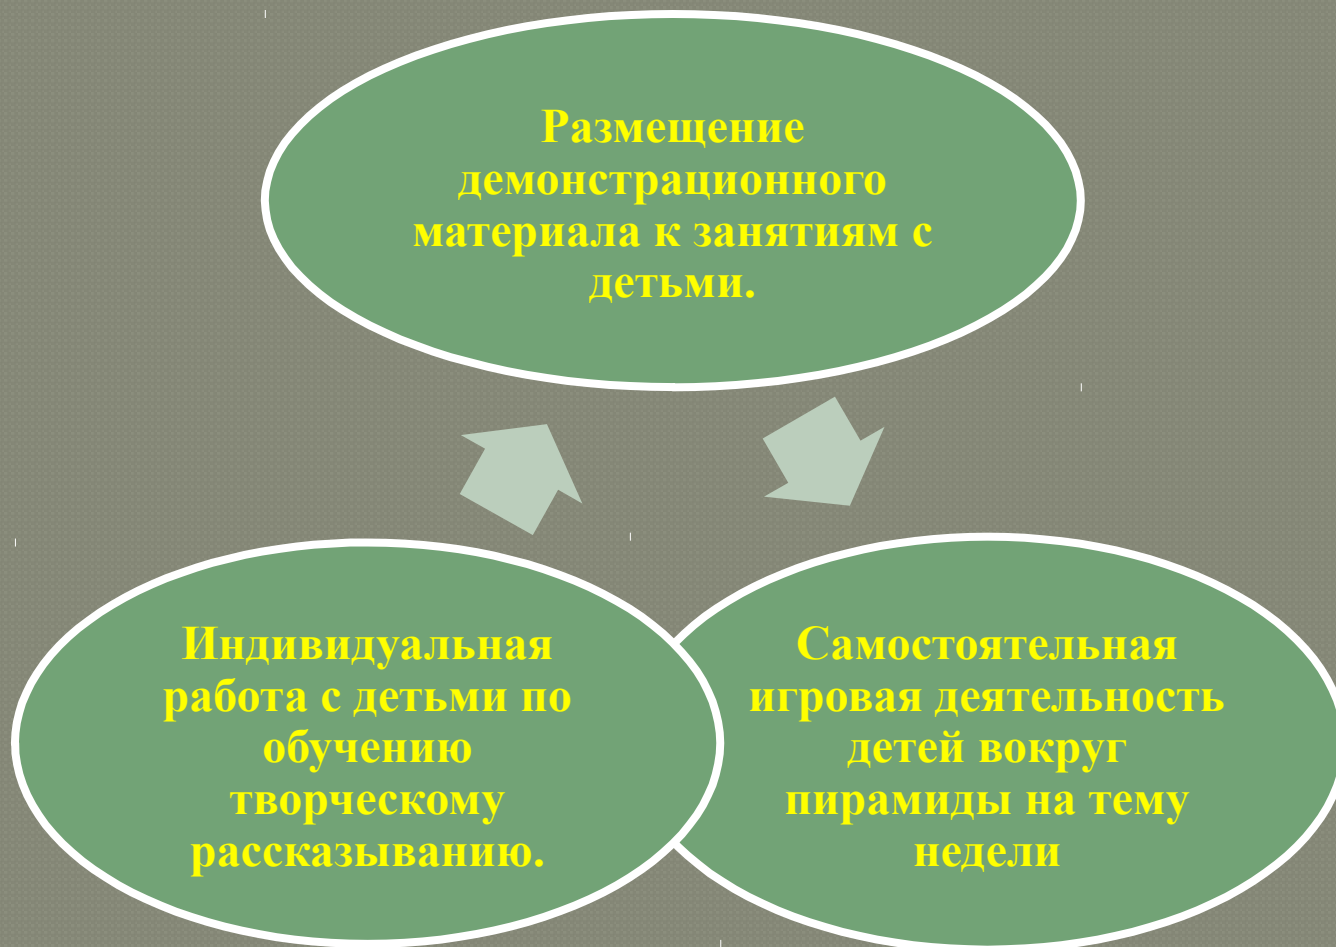 Размещение
демонстрационного
материала к занятиям с
детьми.
Индивидуальная
работа с детьми по
обучению
творческому
рассказыванию.
Самостоятельная
игровая деятельность
детей вокруг
пирамиды на тему
недели